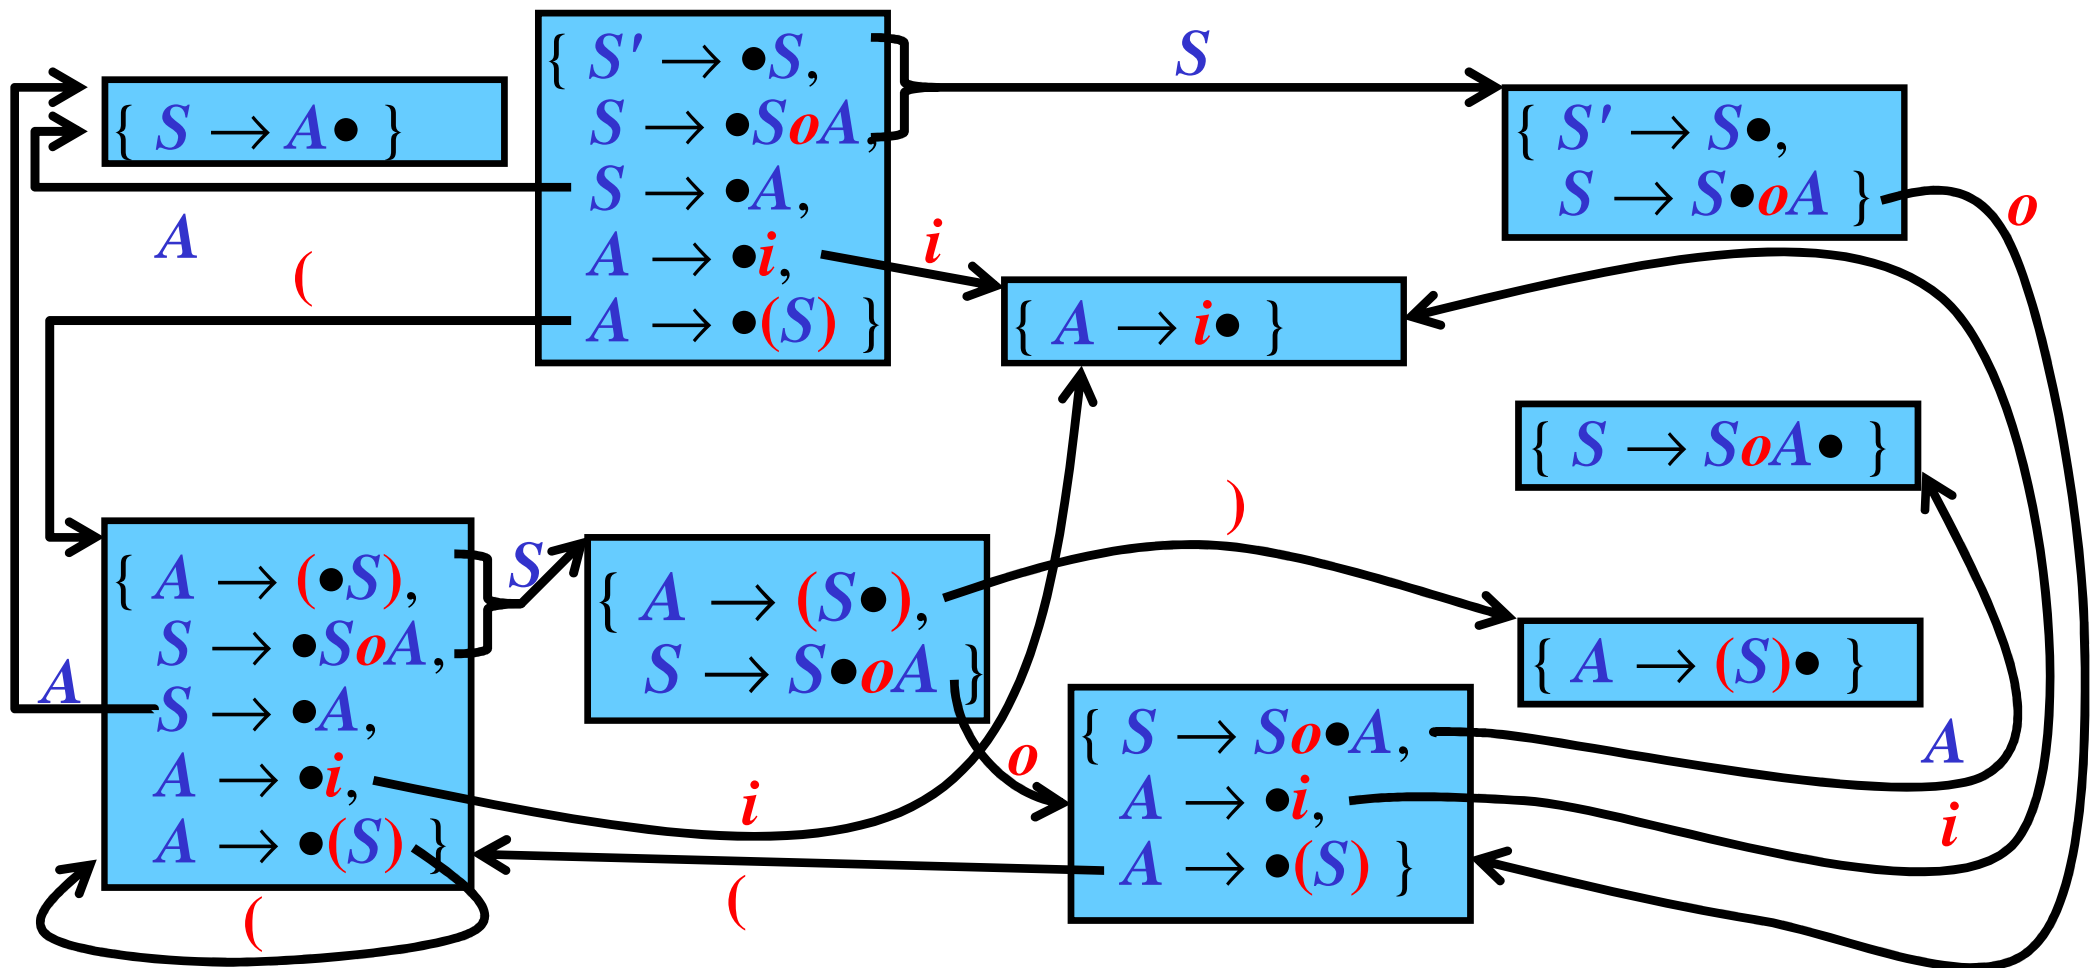 { S → A● }
{ S' → ●S,
S → ●SoA,
S → ●A,
A → ●i,
A → ●(S) }
S
{ S' → S●,
S → S●oA }
o
A
(
i
{ A → i● }
{ S → SoA● }
)
{ A → (●S),
S → ●SoA,
S → ●A,
A → ●i,
A → ●(S) }
S
{ A → (S●),
S → S●oA }
{ A → (S)● }
A
o
i
{ S → So●A,
A → ●i,
A → ●(S) }
A
i
(
(